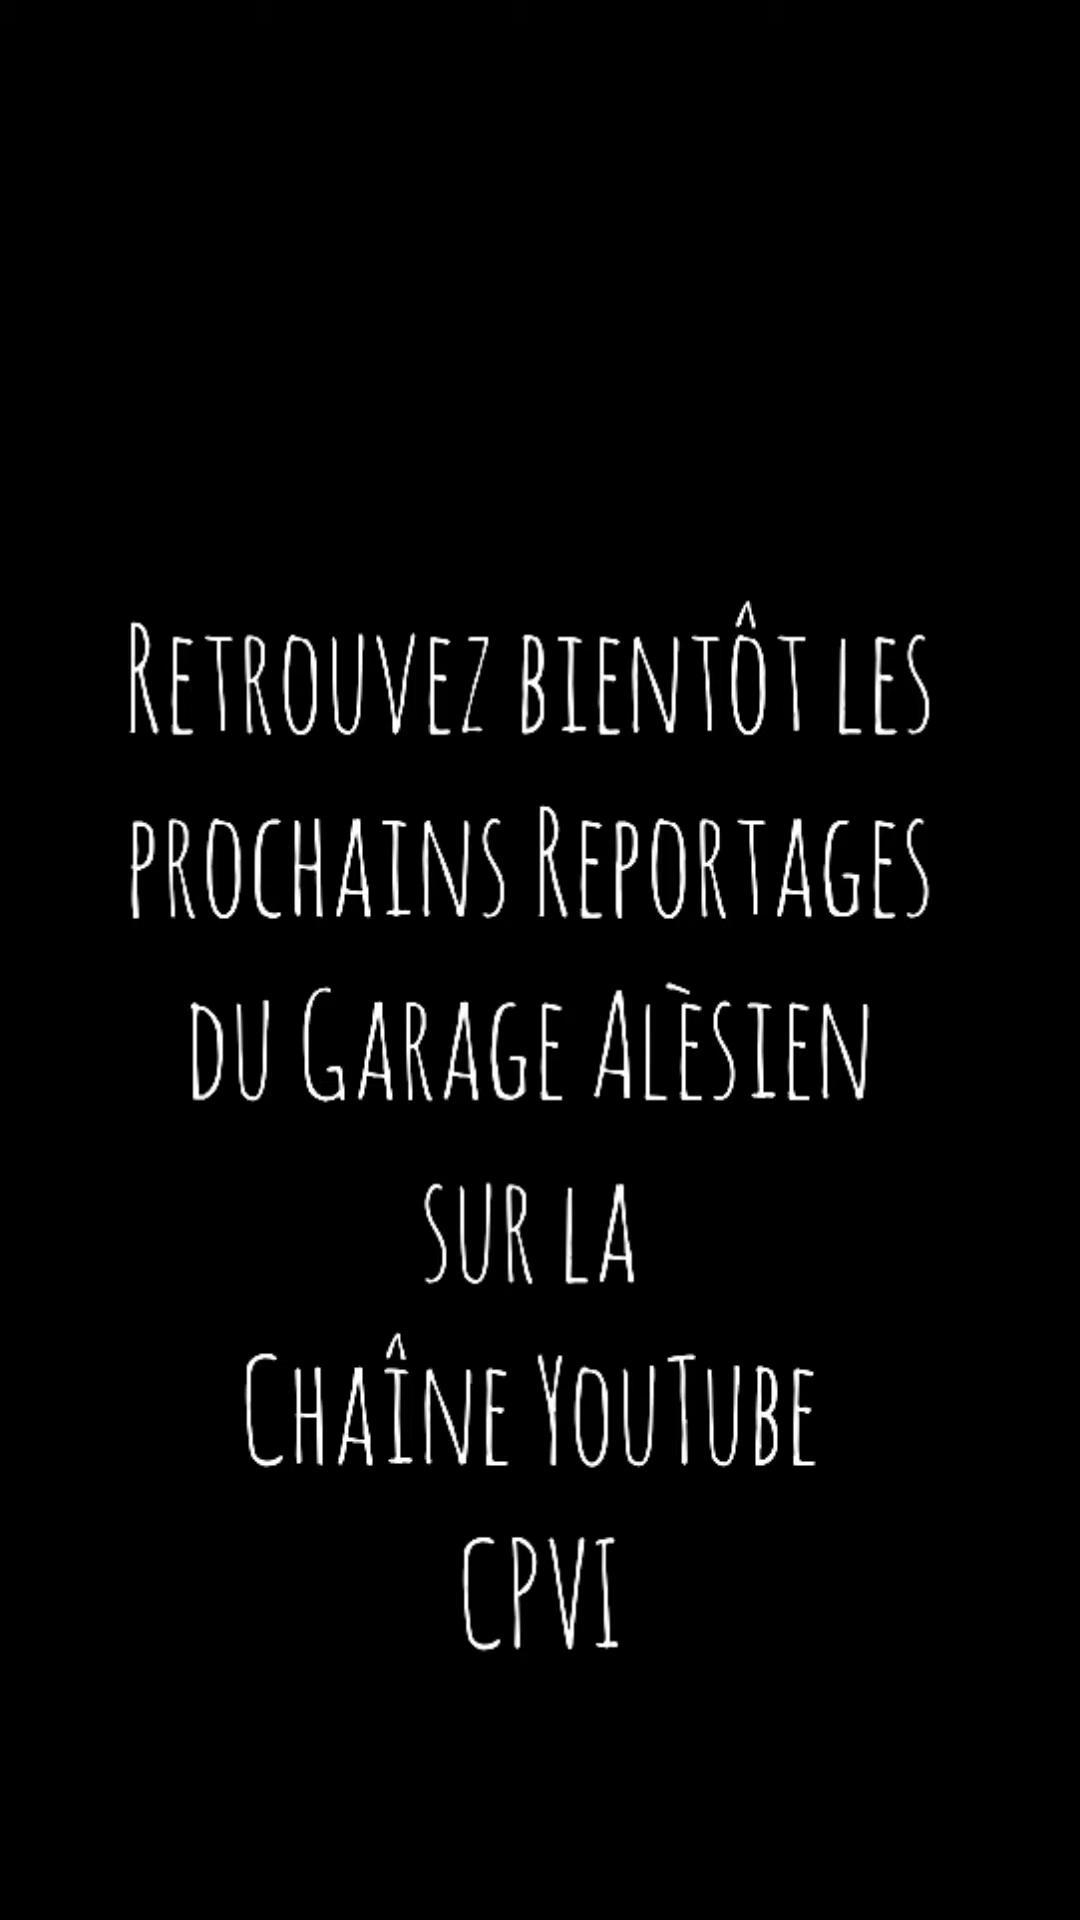 Retrouvez bientôt les
prochains Reportages
du Garage Alèsien
sur la
Chaîne YouTube
CPVI